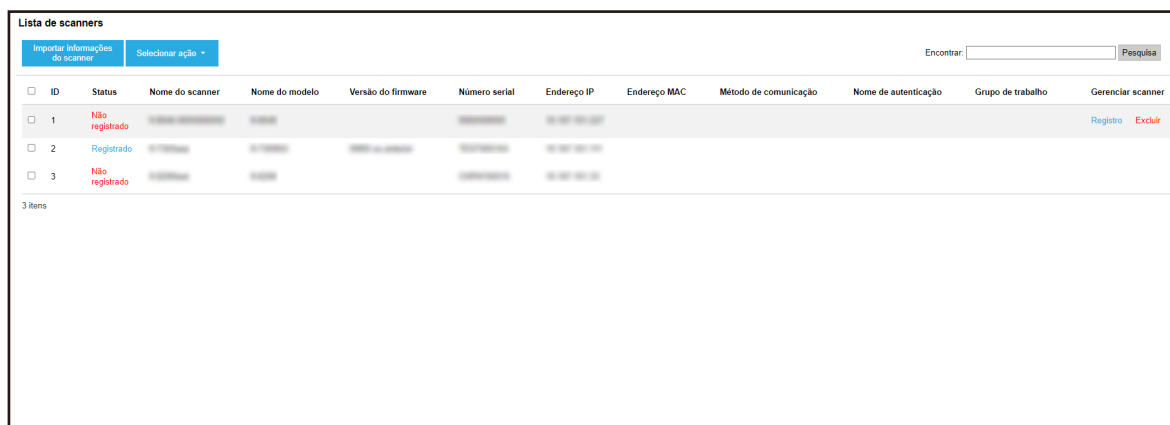 Lista de scanners
Importar informações
do scanner
Selecionar ação
Encontrar:
Pesquisa
ID Status Nome do scanner Nome do modelo Versão do firmware Número serial Endereço IP Endereço MAC Método de comunicação Nome de autenticação Grupo de trabalho Gerenciar scanner
1 Não
registrado
Registro Excluir
2 Registrado
3 Não
registrado
3 itens